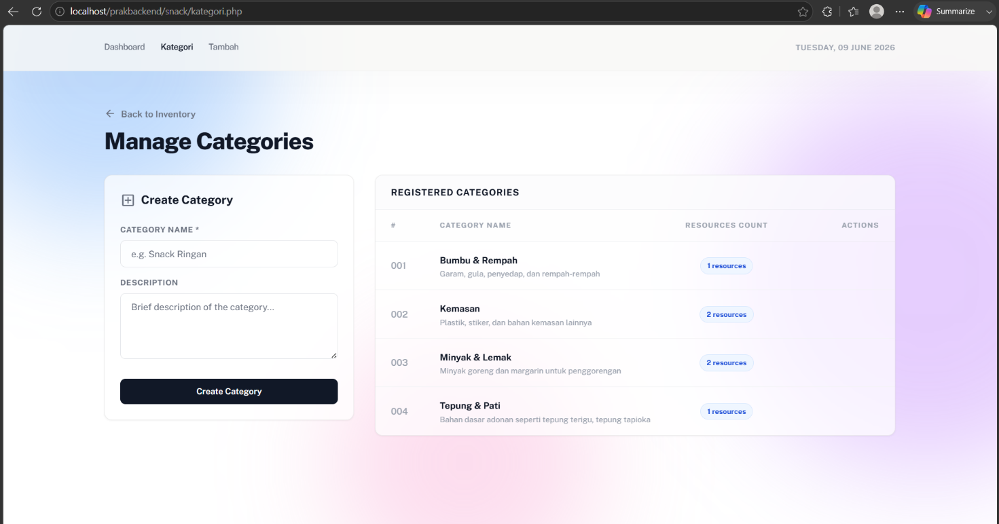 localhost/prakbackend/snack/kategori.php
Summarize
Dashboard Kategori Tambah
TUESDAY, 09 JUNE 2026
Back to Inventory
Manage Categories
Create Category
CATEGORY NAME *
e.g. Snack Ringan
DESCRIPTION
Brief description of the category...
Create Category
REGISTERED CATEGORIES
# CATEGORY NAME RESOURCES COUNT ACTIONS
001 Bumbu & Rempah 1 resources
Garam, gula, penyedap, dan rempah-rempah
002 Kemasan 2 resources
Plastik, stiker, dan bahan kemasan lainnya
003 Minyak & Lemak 2 resources
Minyak goreng dan margarin untuk penggorengan
004 Tepung & Pati 1 resources
Bahan dasar adonan seperti tepung terigu, tepung tapioka